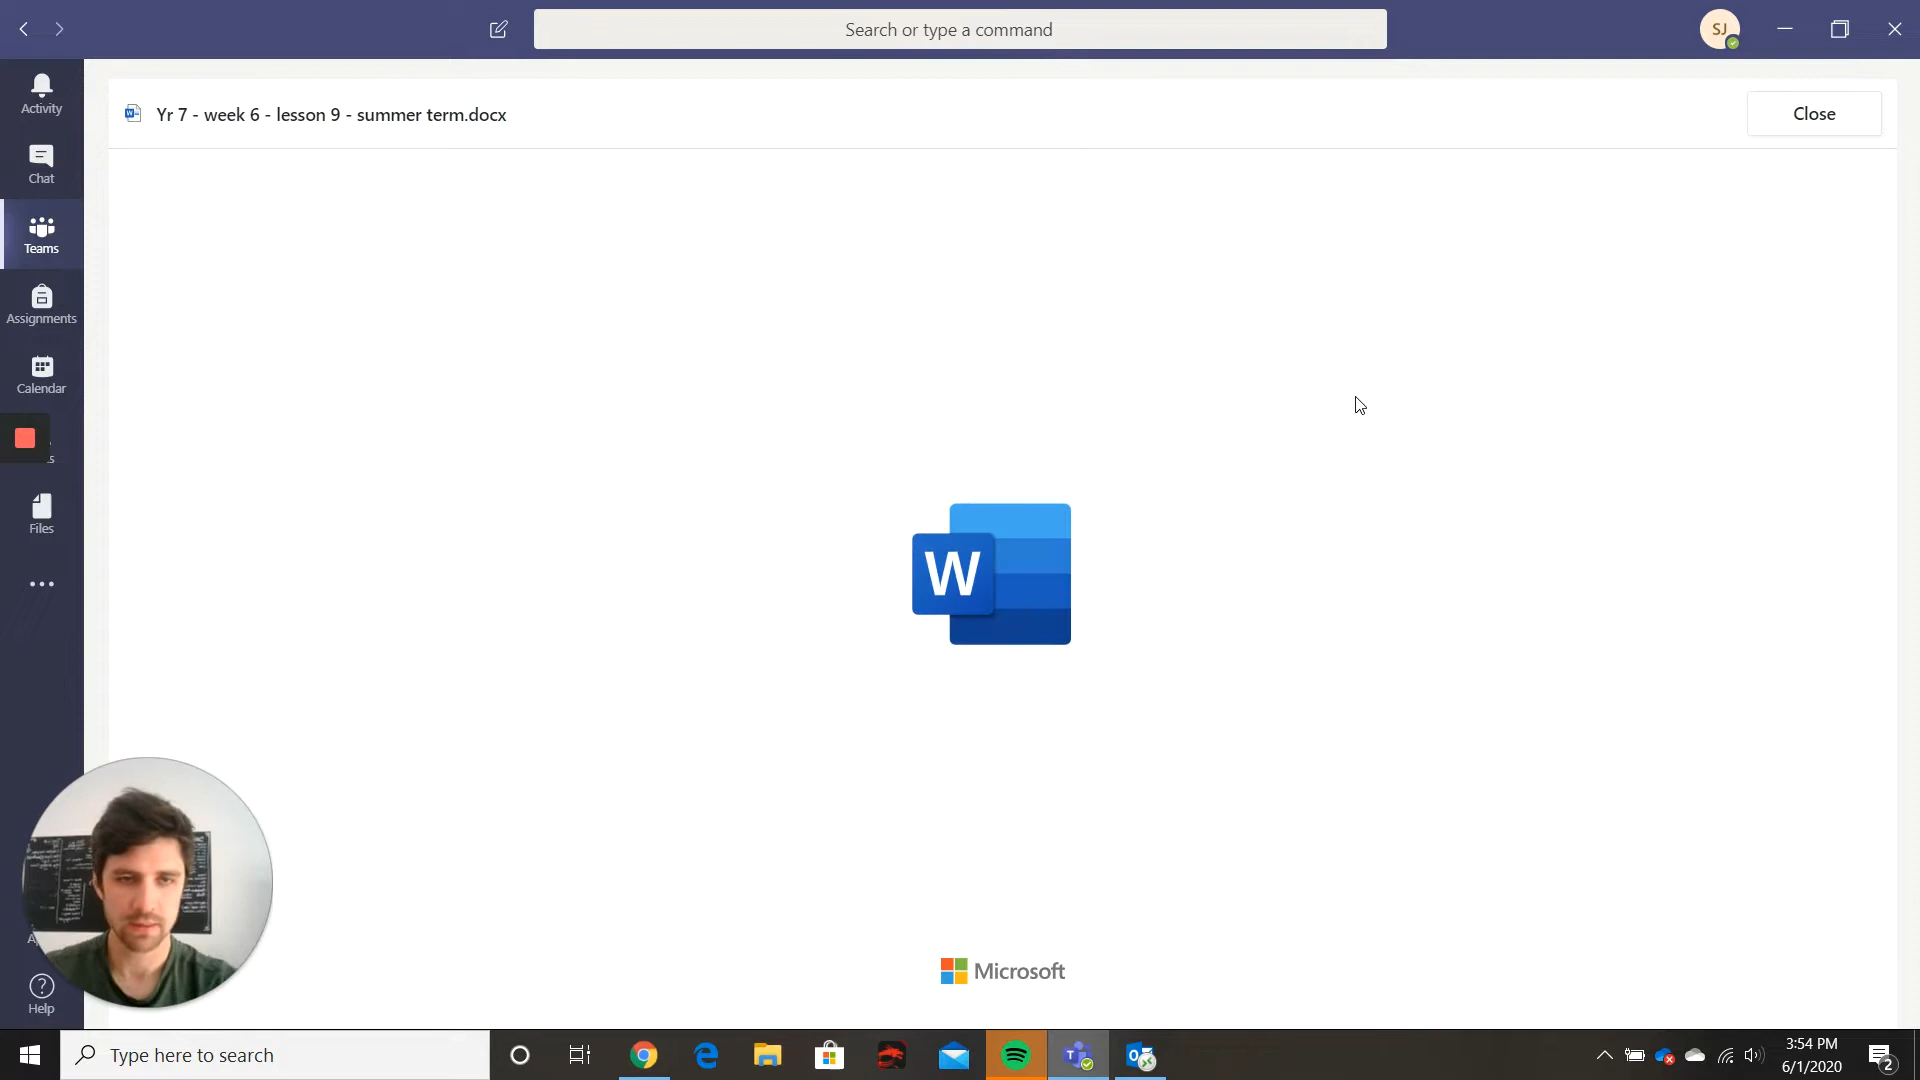 Search or type a command
SJ
Activity
Yr 7 - week 6 - lesson 9 - summer term.docx
Close
Chat
Teams
Assignments
Calendar
Files
W
Microsoft
Help
Type here to search
3:54 PM
6/1/2020
2